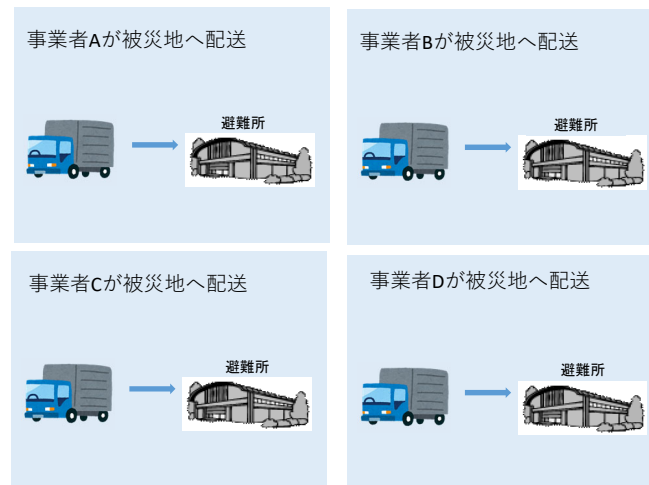 事業者Aが被災地へ配送
避難所
事業者Bが被災地へ配送
避難所
事業者Cが被災地へ配送
避難所
事業者Dが被災地へ配送
避難所